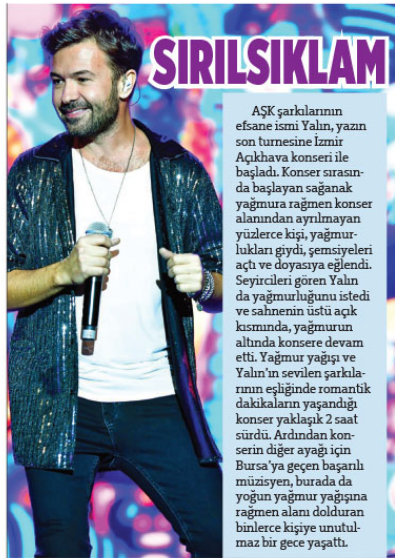 SIRILSIKLAM
AŞK şarkılarının
efsane ismi Yalın, yazın
son turnesine İzmir
Açıkhava konseri ile
başladı. Konser sırasın-
da başlayan sağanak
yağmura rağmen konser
alanından ayrılmayan
yüzlerce kişi, yağmur-
lukları giydi, şemsiyeleri
açtı ve doyasıya eğlendi.
Seyircileri gören Yalın
da yağmurluğunu istedi
ve sahnenin üstü açık
kısmında, yağmurun
altında konsere devam
etti. Yağmur yağışı ve
Yalın'ın sevilen şarkıla-
rının eşliğinde romantik
dakikaların yaşandığı
konser yaklaşık 2 saat
sürdü. Ardından kon-
serin diğer ayağı için
Bursa'ya geçen başarılı
müzisyen, burada da
yoğun yağmur yağışına
rağmen alanı dolduran
binlerce kişiye unutul-
maz bir gece yaşattı.